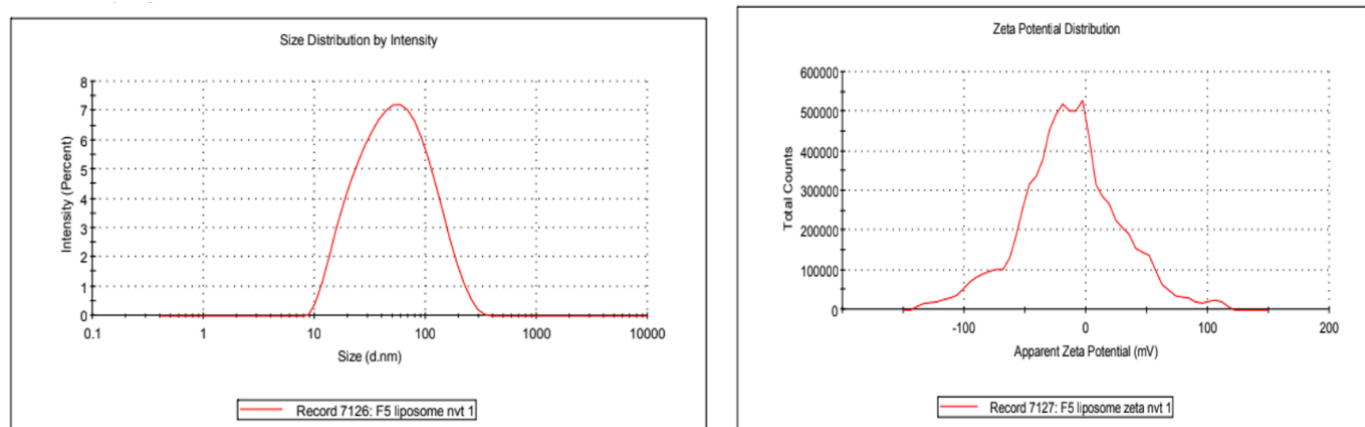 Size Distribution by Intensity
8
7
6
5
4
3
2
1
0
Intensity (Percent)
0.1 1 10 100 1000 10000
Size (d.nm)
Record 7126: F5 liposome nvt 1
Zeta Potential Distribution
600000
500000
400000
300000
200000
100000
0
Total Counts
-100 0 100 200
Apparent Zeta Potential (mV)
Record 7127: F5 liposome zeta nvt 1